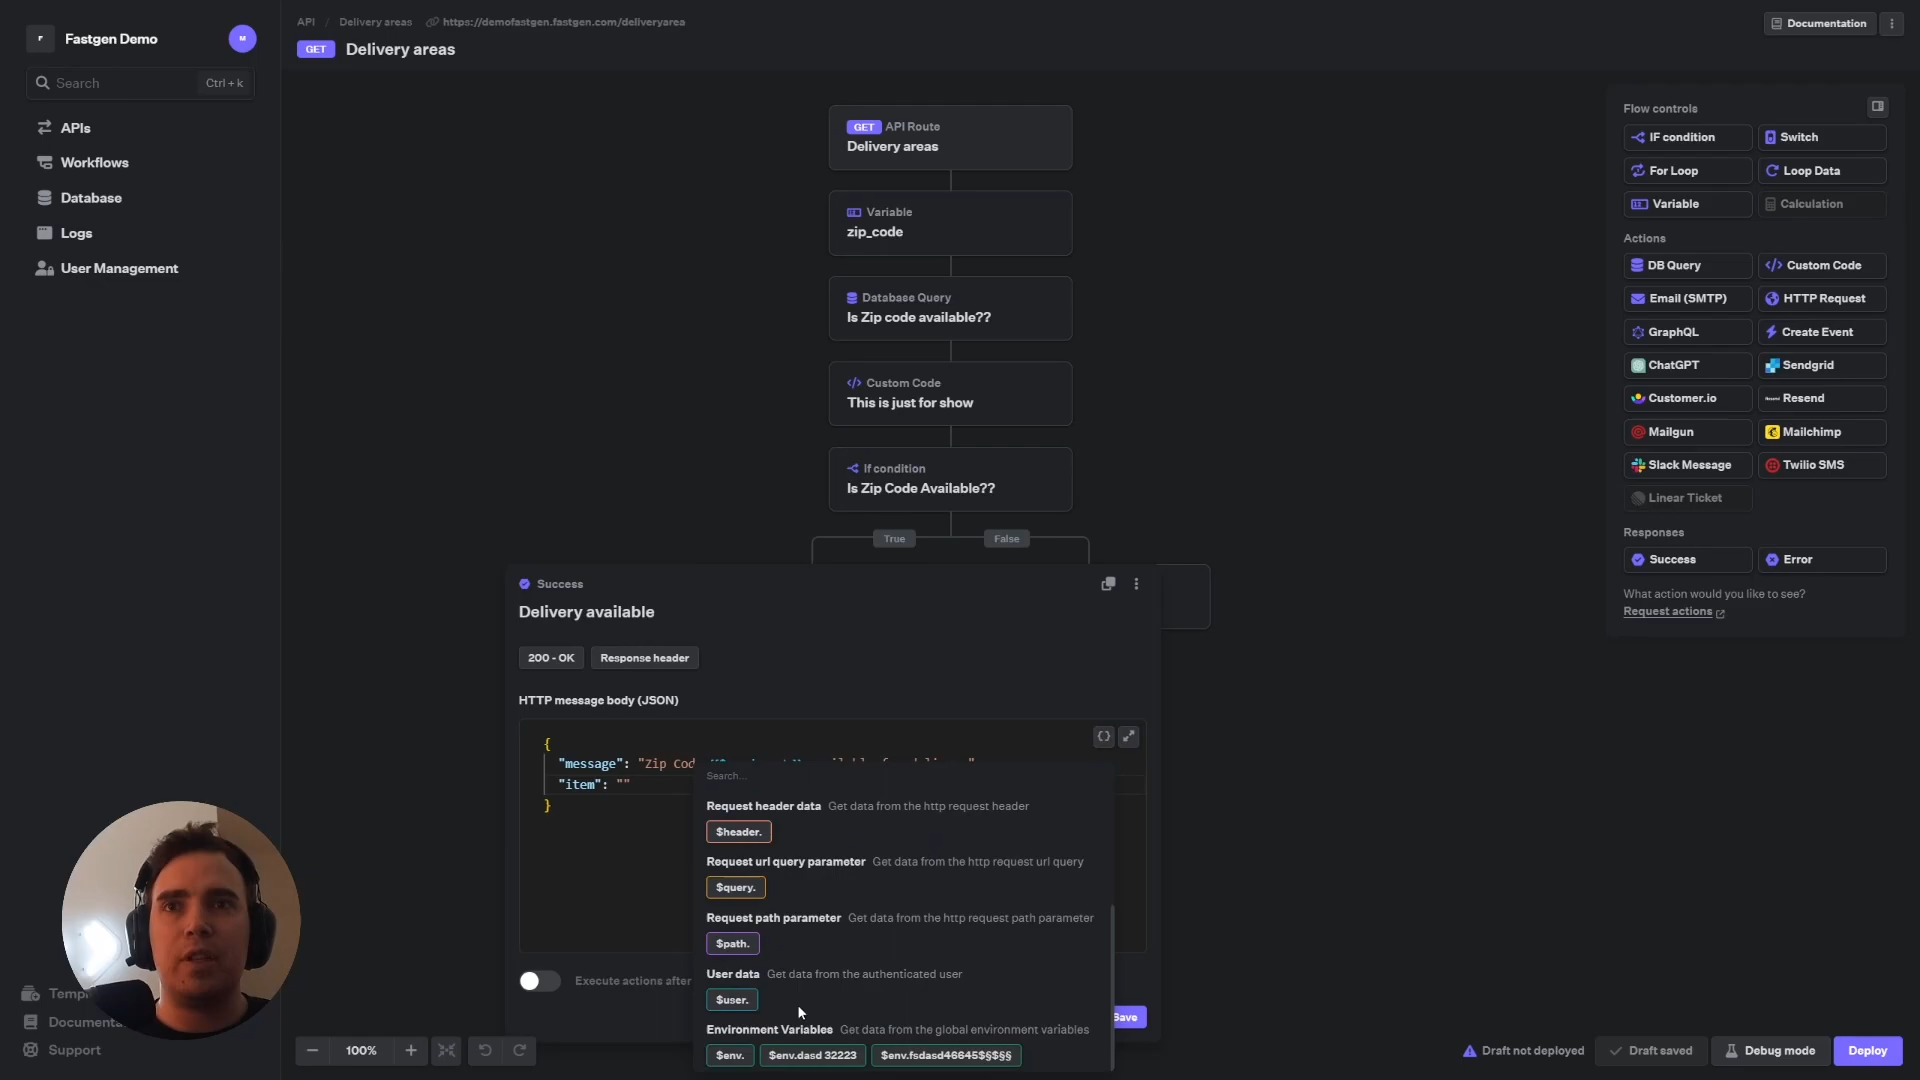 F
Fastgen Demo
M
Search
Ctrl + k
APIs
Workflows
Database
Logs
User Management
Templ
Documenta
Support
API / Delivery areas https://demofastgen.fastgen.com/deliveryarea
GET Delivery areas
Documentation
GET API Route
Delivery areas
Variable
zip_code
Database Query
Is Zip code available??
Custom Code
This is just for show
If condition
Is Zip Code Available??
True
False
Success
Delivery available
200 - OK
Response header
HTTP message body (JSON)
{
"message": "Zip Cod
"item": ""
}
Search...
Request header data Get data from the http request header
$header.
Request url query parameter Get data from the http request url query
$query.
Request path parameter Get data from the http request path parameter
$path.
User data Get data from the authenticated user
$user.
Environment Variables Get data from the global environment variables
$env. $env.dasd 32223 $env.fsdasd46645$§$§§
Execute actions after
Save
100%
Flow controls
IF condition
Switch
For Loop
Loop Data
Variable
Calculation
Actions
DB Query
Custom Code
Email (SMTP)
HTTP Request
GraphQL
Create Event
ChatGPT
Sendgrid
Customer.io
Resend
Mailgun
Mailchimp
Slack Message
Twilio SMS
Linear Ticket
Responses
Success
Error
What action would you like to see?
Request actions
Draft not deployed
Draft saved
Debug mode
Deploy